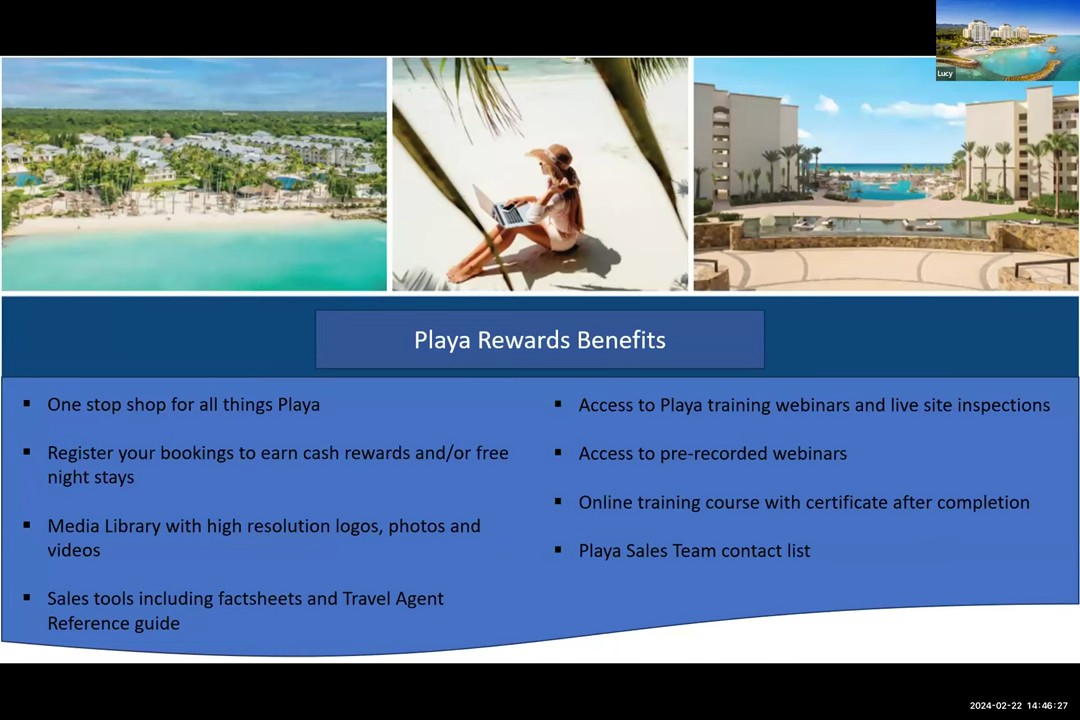 Lucy
Playa Rewards Benefits
▪ One stop shop for all things Playa
▪ Register your bookings to earn cash rewards and/or free
night stays
▪ Media Library with high resolution logos, photos and
videos
▪ Sales tools including factsheets and Travel Agent
Reference guide
▪ Access to Playa training webinars and live site inspections
▪ Access to pre-recorded webinars
▪ Online training course with certificate after completion
▪ Playa Sales Team contact list
2024-02-22 14:46:27